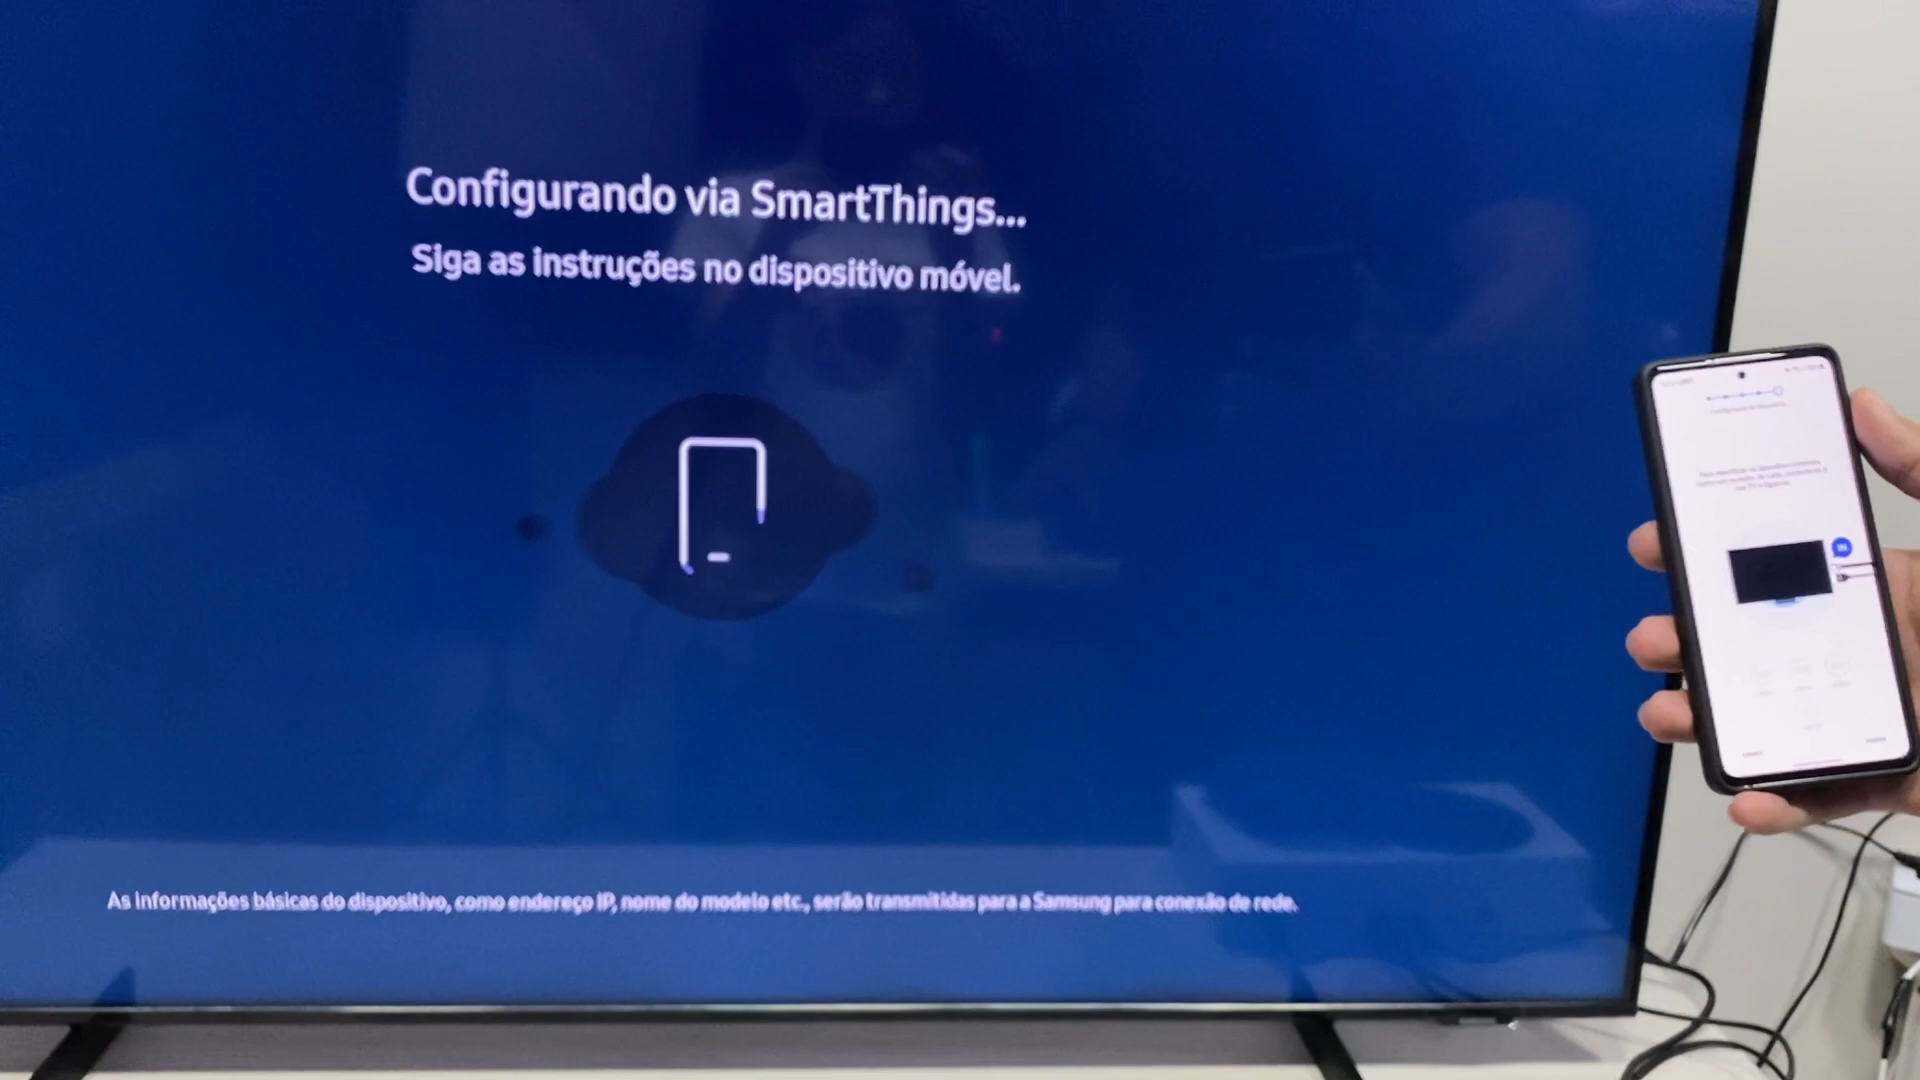 Configurando via SmartThings...
Siga as instruções no dispositivo móvel.
As informações básicas do dispositivo, como endereço IP, nome do modelo etc., serão transmitidas para a Samsung para conexão de rede.
IN